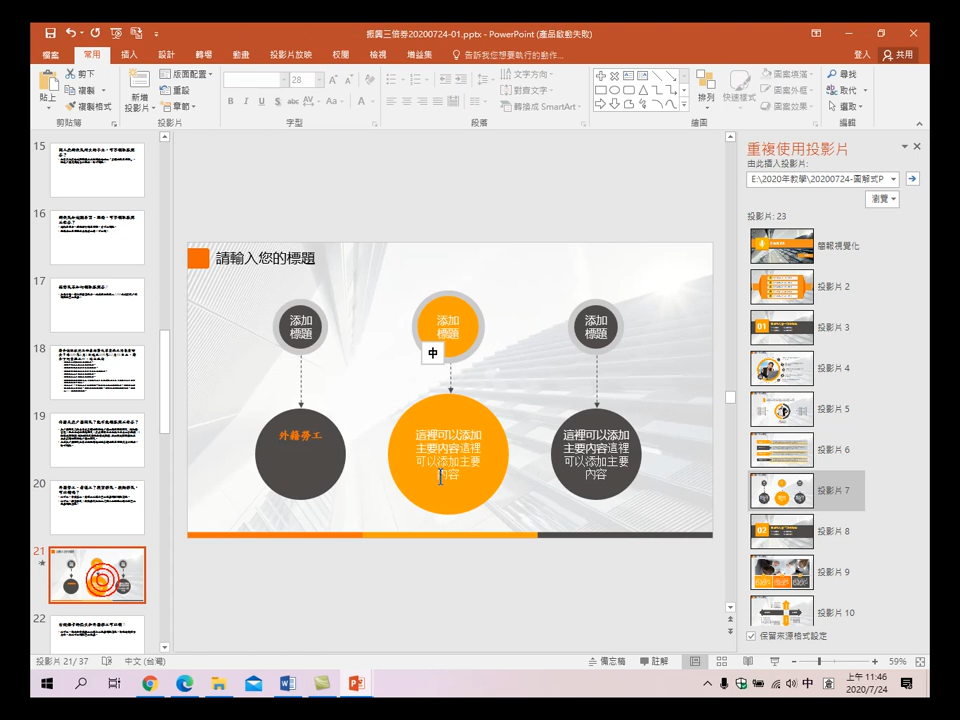 振興三倍券20200724-01.pptx - PowerPoint (產品啟動失敗)
檔案 常用 插入 設計 轉場 動畫 投影片放映 校閱 檢視 增益集 告訴我您想要執行的動作... 登入 共用
貼上 剪下 複製 複製格式 剪貼簿
新增投影片 版面配置 重設 章節 投影片
28
B I U S abc AV Aa A 字型
文字方向 對齊文字 轉換成 SmartArt 段落
排列 快速樣式 圖案填滿 圖案外框 圖案效果 繪圖
尋找 取代 選取 編輯
15
16
17
18
19
20
21
22
請輸入您的標題
添加
標題
添加
標題
添加
標題
中
外籍勞工
這裡可以添加
主要內容這裡
可以添加主要
內容
這裡可以添加
主要內容這裡
可以添加主要
內容
重複使用投影片
由此插入投影片:
E:\2020年教學\20200724-圖解式P
瀏覽
投影片: 23
簡報視覺化
投影片 2
投影片 3
投影片 4
投影片 5
投影片 6
投影片 7
投影片 8
投影片 9
投影片 10
保留來源格式設定
投影片 21/37 中文 (台灣) 備忘稿 註解 59%
中 上午 11:46
2020/7/24